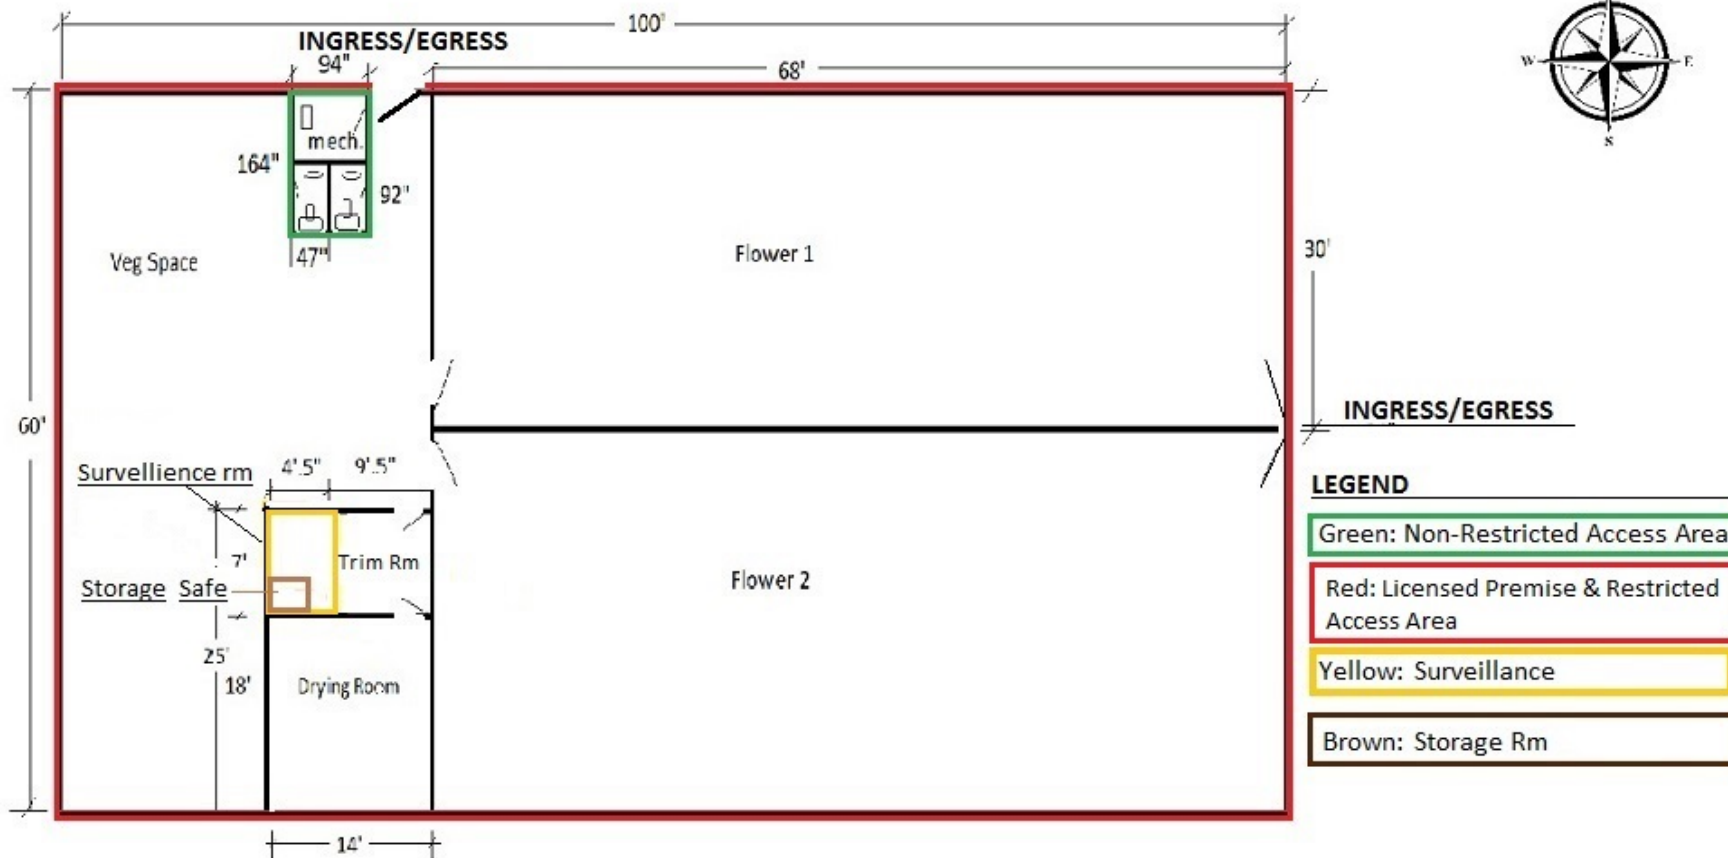 100'
INGRESS/EGRESS
94"
68'
W
E
S
mech.
164"
92"
47"
Veg Space
Flower 1
30'
60'
INGRESS/EGRESS
Survellience rm
4'.5"
9'.5"
LEGEND
Green: Non-Restricted Access Area
7'
Trim Rm
Storage Safe
Flower 2
Red: Licensed Premise & Restricted
Access Area
25'
18'
Drying Room
Yellow: Surveillance
Brown: Storage Rm
14'